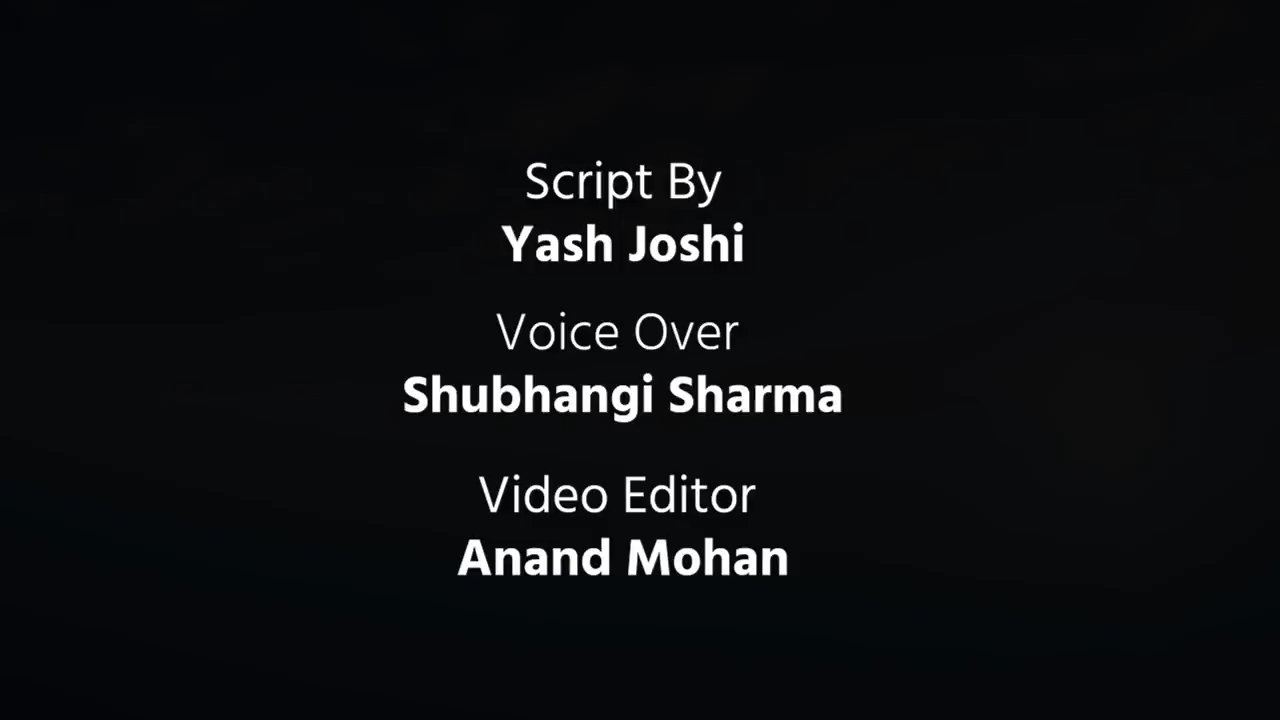 Script By
Yash Joshi
Voice Over
Shubhangi Sharma
Video Editor
Anand Mohan